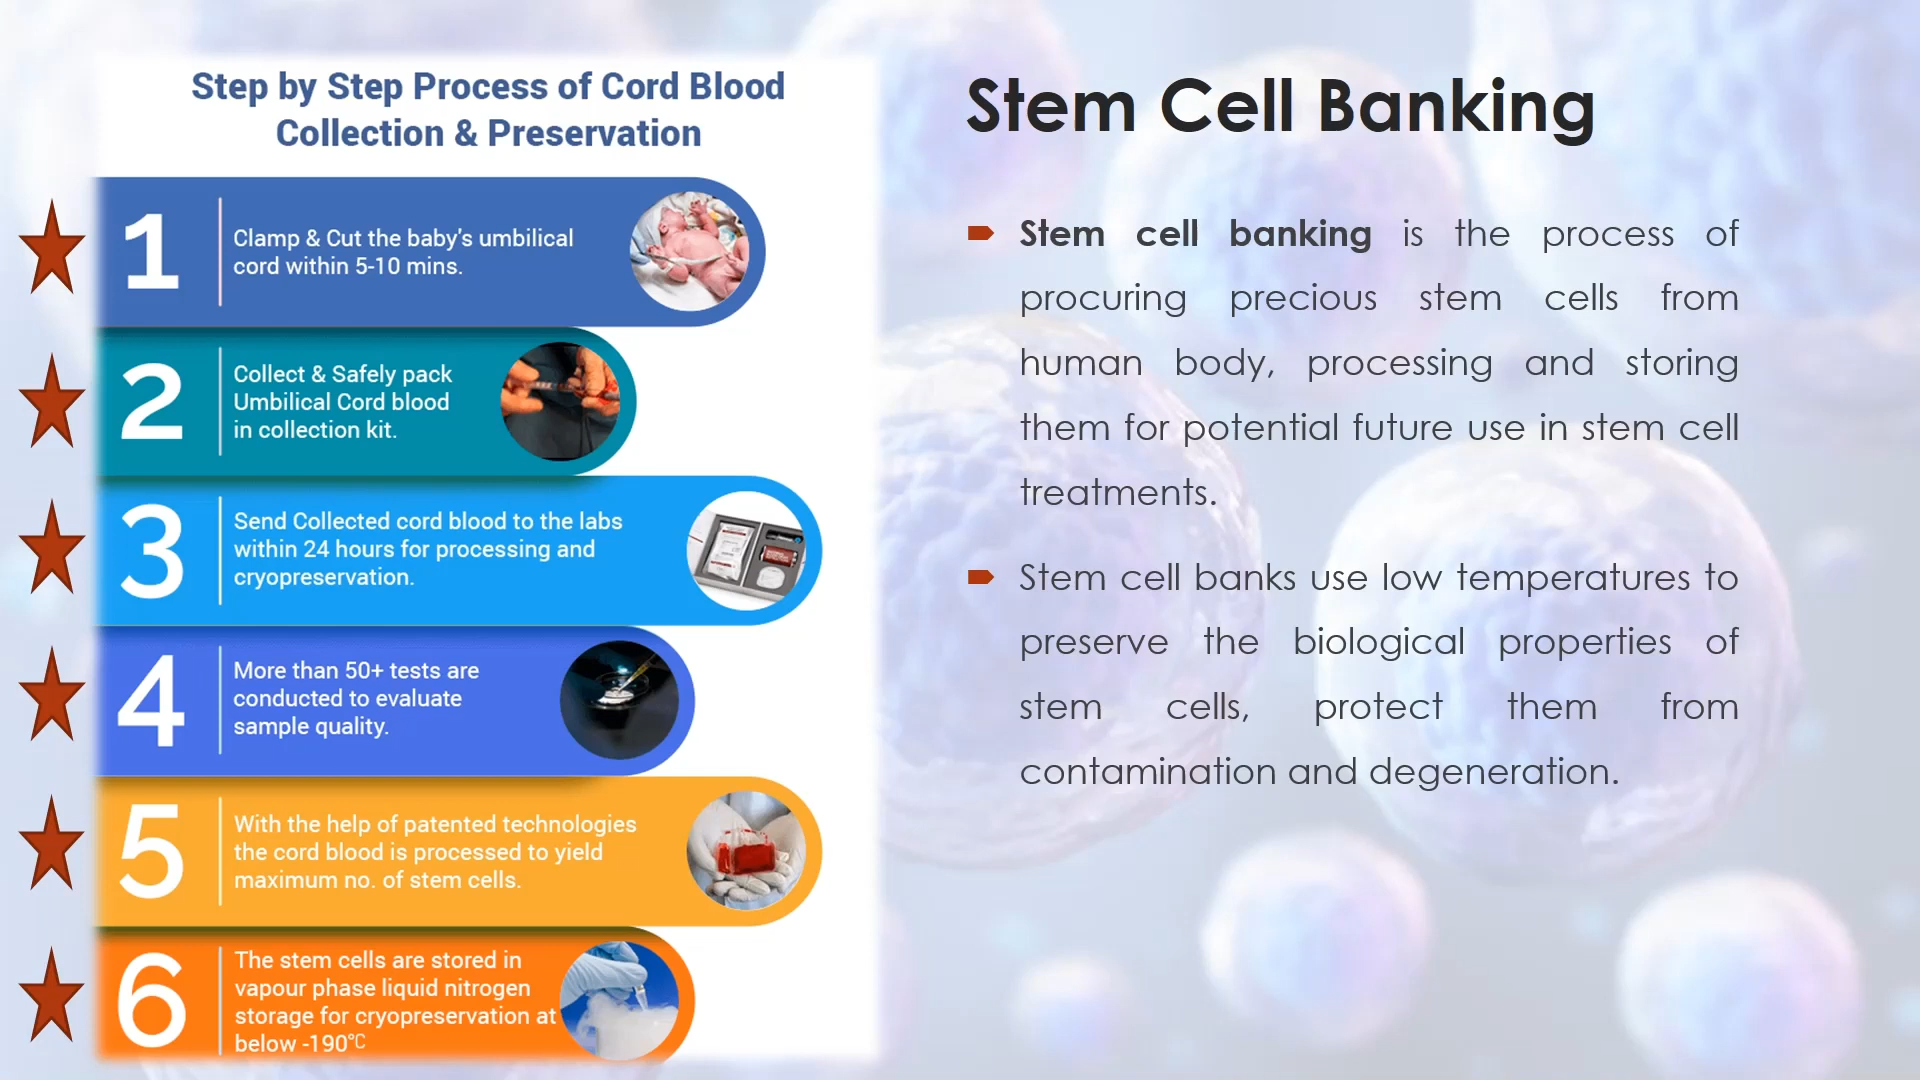 Step by Step Process of Cord Blood
Collection & Preservation
1
Clamp & Cut the baby's umbilical
cord within 5-10 mins.
2
Collect & Safely pack
Umbilical Cord blood
in collection kit.
3
Send Collected cord blood to the labs
within 24 hours for processing and
cryopreservation.
4
More than 50+ tests are
conducted to evaluate
sample quality.
5
With the help of patented technologies
the cord blood is processed to yield
maximum no. of stem cells.
6
The stem cells are stored in
vapour phase liquid nitrogen
storage for cryopreservation at
below -190°C
Stem Cell Banking
Stem cell banking is the process of
procuring precious stem cells from
human body, processing and storing
them for potential future use in stem cell
treatments.
Stem cell banks use low temperatures to
preserve the biological properties of
stem cells, protect them from
contamination and degeneration.